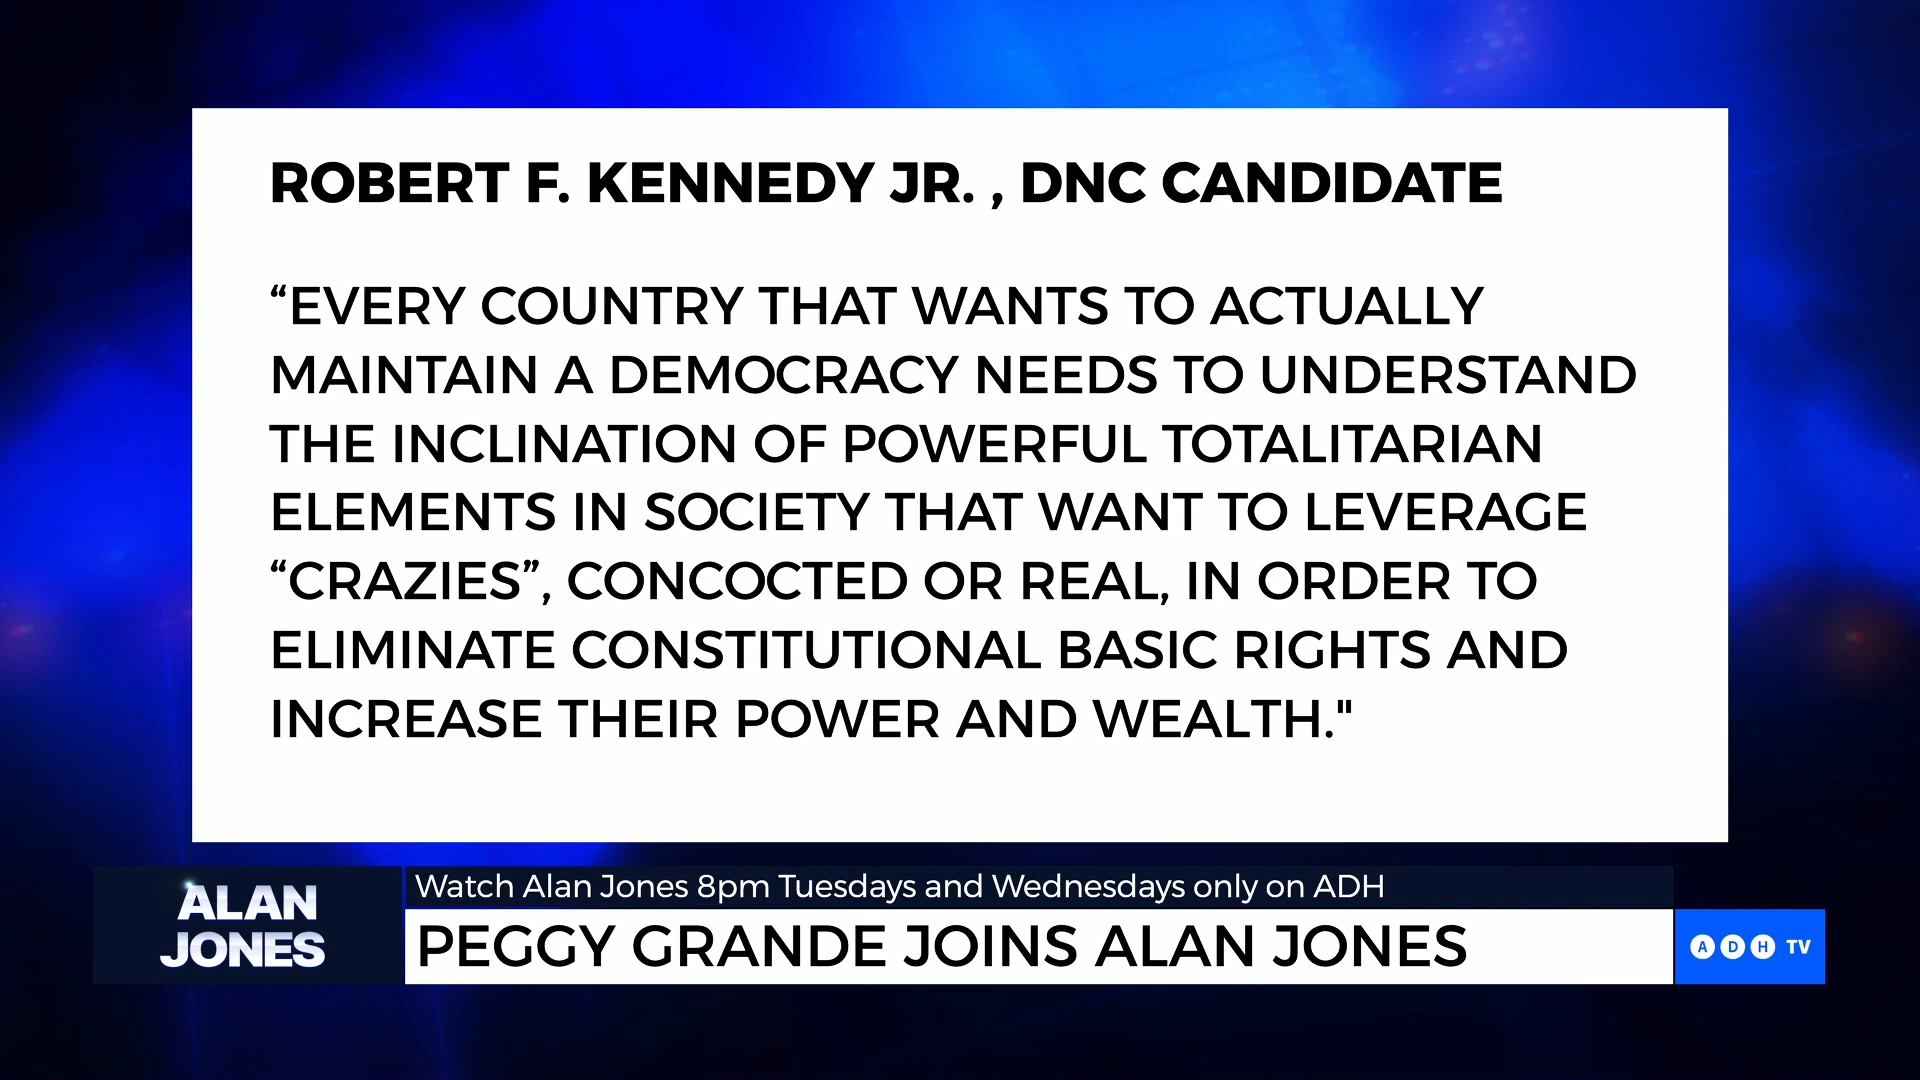 ROBERT F. KENNEDY JR. , DNC CANDIDATE
“EVERY COUNTRY THAT WANTS TO ACTUALLY
MAINTAIN A DEMOCRACY NEEDS TO UNDERSTAND
THE INCLINATION OF POWERFUL TOTALITARIAN
ELEMENTS IN SOCIETY THAT WANT TO LEVERAGE
“CRAZIES”, CONCOCTED OR REAL, IN ORDER TO
ELIMINATE CONSTITUTIONAL BASIC RIGHTS AND
INCREASE THEIR POWER AND WEALTH."
ALAN
JONES
Watch Alan Jones 8pm Tuesdays and Wednesdays only on ADH
PEGGY GRANDE JOINS ALAN JONES
ADH TV